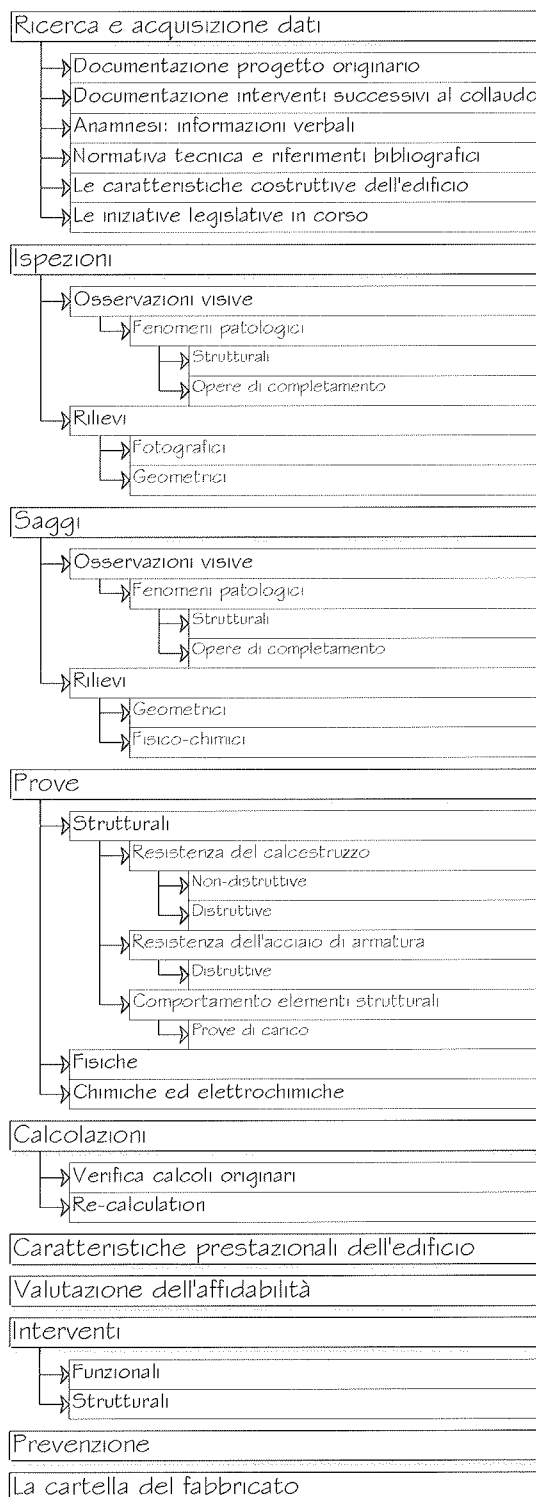 Ricerca e acquisizione dati
Documentazione progetto originario
Documentazione interventi successivi al collaudo
Anamnesi: informazioni verbali
Normativa tecnica e riferimenti bibliografici
Le caratteristiche costruttive dell'edificio
Le iniziative legislative in corso
Ispezioni
Osservazioni visive
Fenomeni patologici
Strutturali
Opere di completamento
Rilievi
Fotografici
Geometrici
Saggi
Osservazioni visive
Fenomeni patologici
Strutturali
Opere di completamento
Rilievi
Geometrici
Fisico-chimici
Prove
Strutturali
Resistenza del calcestruzzo
Non-distruttive
Distruttive
Resistenza dell'acciaio di armatura
Distruttive
Comportamento elementi strutturali
Prove di carico
Fisiche
Chimiche ed elettrochimiche
Calcolazioni
Verifica calcoli originari
Re-calculation
Caratteristiche prestazionali dell'edificio
Valutazione dell'affidabilità
Interventi
Funzionali
Strutturali
Prevenzione
La cartella del fabbricato